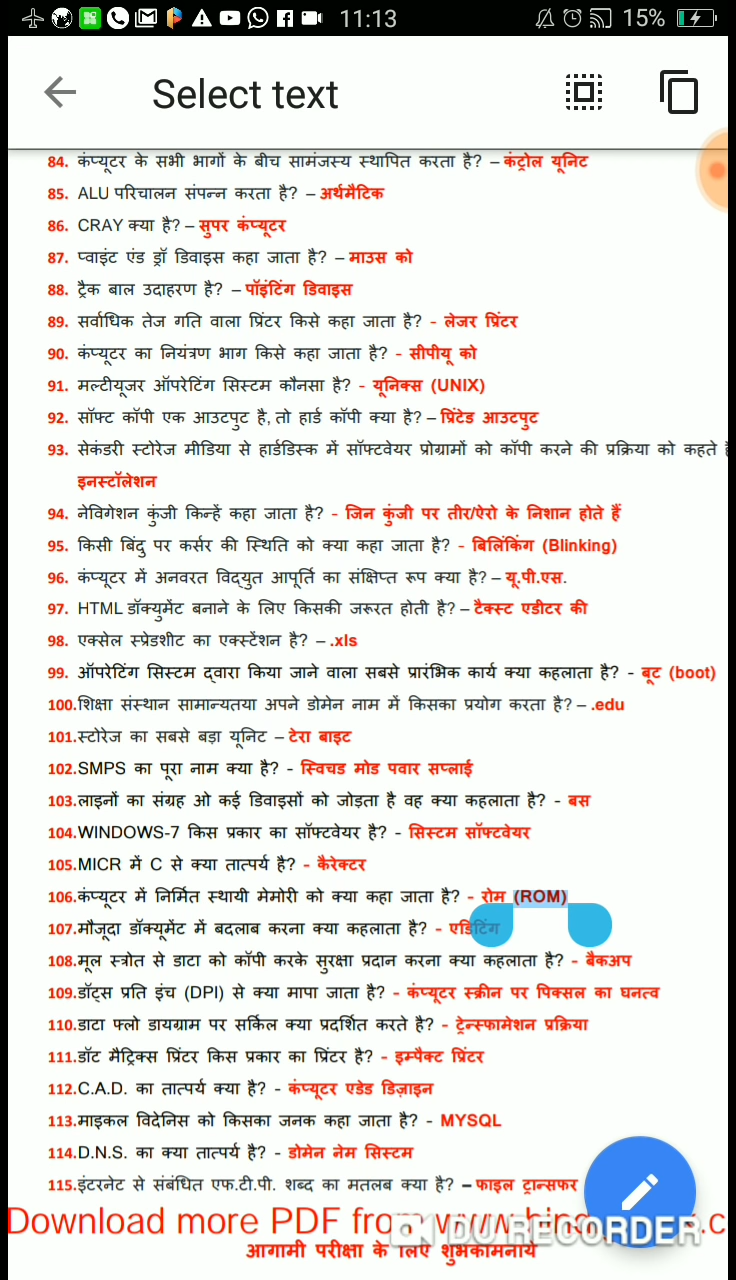 11:13
15%
Select text
84. कंप्यूटर के सभी भागों के बीच सामंजस्य स्थापित करता है? – कंट्रोल यूनिट
85. ALU परिचालन संपन्न करता है? – अर्थमैटिक
86. CRAY क्या है? – सुपर कंप्यूटर
87. प्वाइंट एंड ड्रॉ डिवाइस कहा जाता है? – माउस को
88. ट्रैक बाल उदाहरण है? – पॉइंटिंग डिवाइस
89. सर्वाधिक तेज गति वाला प्रिंटर किसे कहा जाता है? - लेजर प्रिंटर
90. कंप्यूटर का नियंत्रण भाग किसे कहा जाता है? - सीपीयू को
91. मल्टीयूजर ऑपरेटिंग सिस्टम कौनसा है? - यूनिक्स (UNIX)
92. सॉफ्ट कॉपी एक आउटपुट है, तो हार्ड कॉपी क्या है? – प्रिंटेड आउटपुट
93. सेकंडरी स्टोरेज मीडिया से हार्डडिस्क में सॉफ्टवेयर प्रोग्रामों को कॉपी करने की प्रक्रिया को कहते
इनस्टॉलेशन
94. नेविगेशन कुंजी किन्हें कहा जाता है? - जिन कुंजी पर तीर/ऐरो के निशान होते हैं
95. किसी बिंदु पर कर्सर की स्थिति को क्या कहा जाता है? - बिलिंकिंग (Blinking)
96. कंप्यूटर में अनवरत विद्युत आपूर्ति का संक्षिप्त रूप क्या है? – यू.पी.एस.
97. HTML डॉक्युमेंट बनाने के लिए किसकी जरूरत होती है? – टैक्स्ट एडीटर की
98. एक्सेल स्प्रेडशीट का एक्स्टेंशन है? – .xls
99. ऑपरेटिंग सिस्टम द्वारा किया जाने वाला सबसे प्रारंभिक कार्य क्या कहलाता है? - बूट (boot)
100. शिक्षा संस्थान सामान्यतया अपने डोमेन नाम में किसका प्रयोग करता है? – .edu
101. स्टोरेज का सबसे बड़ा यूनिट – टेरा बाइट
102. SMPS का पूरा नाम क्या है? - स्विचड मोड पवार सप्लाई
103. लाइनों का संग्रह ओ कई डिवाइसों को जोड़ता है वह क्या कहलाता है? - बस
104. WINDOWS-7 किस प्रकार का सॉफ्टवेयर है? - सिस्टम सॉफ्टवेयर
105. MICR में C से क्या तात्पर्य है? - कैरेक्टर
106. कंप्यूटर में निर्मित स्थायी मेमोरी को क्या कहा जाता है? - रोम (ROM)
107. मौजूदा डॉक्यूमेंट में बदलाब करना क्या कहलाता है? - एडिटिंग
108. मूल स्त्रोत से डाटा को कॉपी करके सुरक्षा प्रदान करना क्या कहलाता है? - बैकअप
109. डॉट्स प्रति इंच (DPI) से क्या मापा जाता है? - कंप्यूटर स्क्रीन पर पिक्सल का घनत्व
110. डाटा फ्लो डायग्राम पर सर्किल क्या प्रदर्शित करते है? - ट्रेन्सफामेशन प्रक्रिया
111. डॉट मैट्रिक्स प्रिंटर किस प्रकार का प्रिंटर है? - इम्पैक्ट प्रिंटर
112. C.A.D. का तात्पर्य क्या है? - कंप्यूटर एडेड डिज़ाइन
113. माइकल विदेनिस को किसका जनक कहा जाता है? - MYSQL
114. D.N.S. का क्या तात्पर्य है? - डोमेन नेम सिस्टम
115. इंटरनेट से संबंधित एफ.टी.पी. शब्द का मतलब क्या है? – फाइल ट्रान्सफर
Download more PDF from
DU RECORDER
आगामी परीक्षा के लिए शुभकामनाये